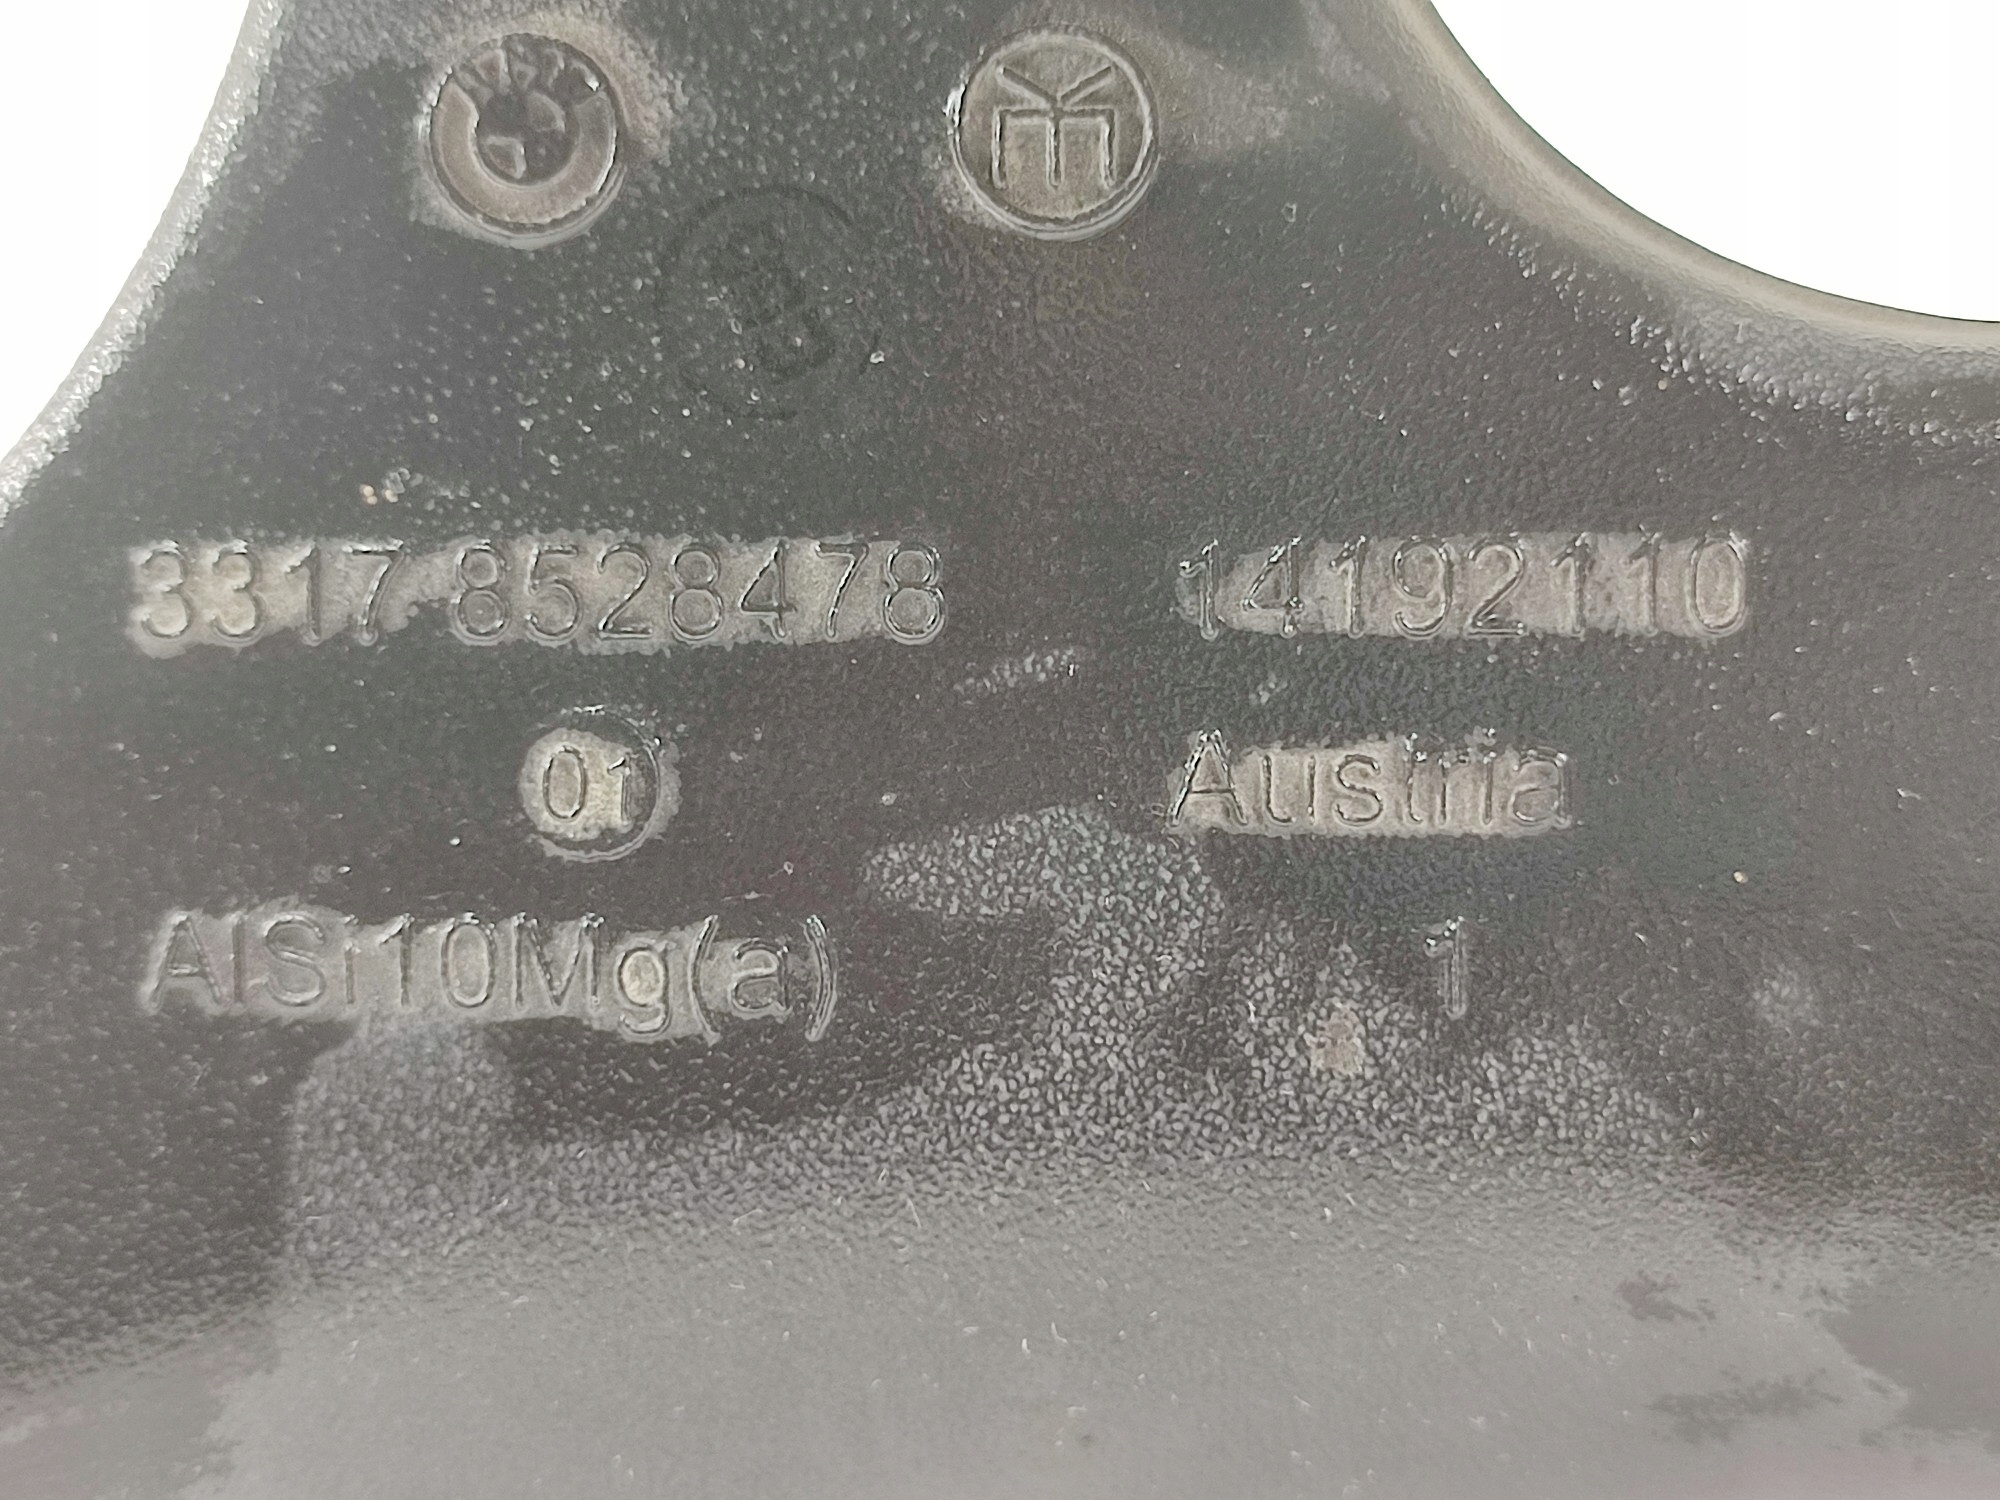 3317 8528478 14192110
01 Austria
AlSi10Mg(a) 1